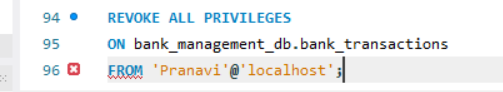 94 REVOKE ALL PRIVILEGES
95 ON bank_management_db.bank_transactions
96 FROM 'Pranavi'@'localhost';